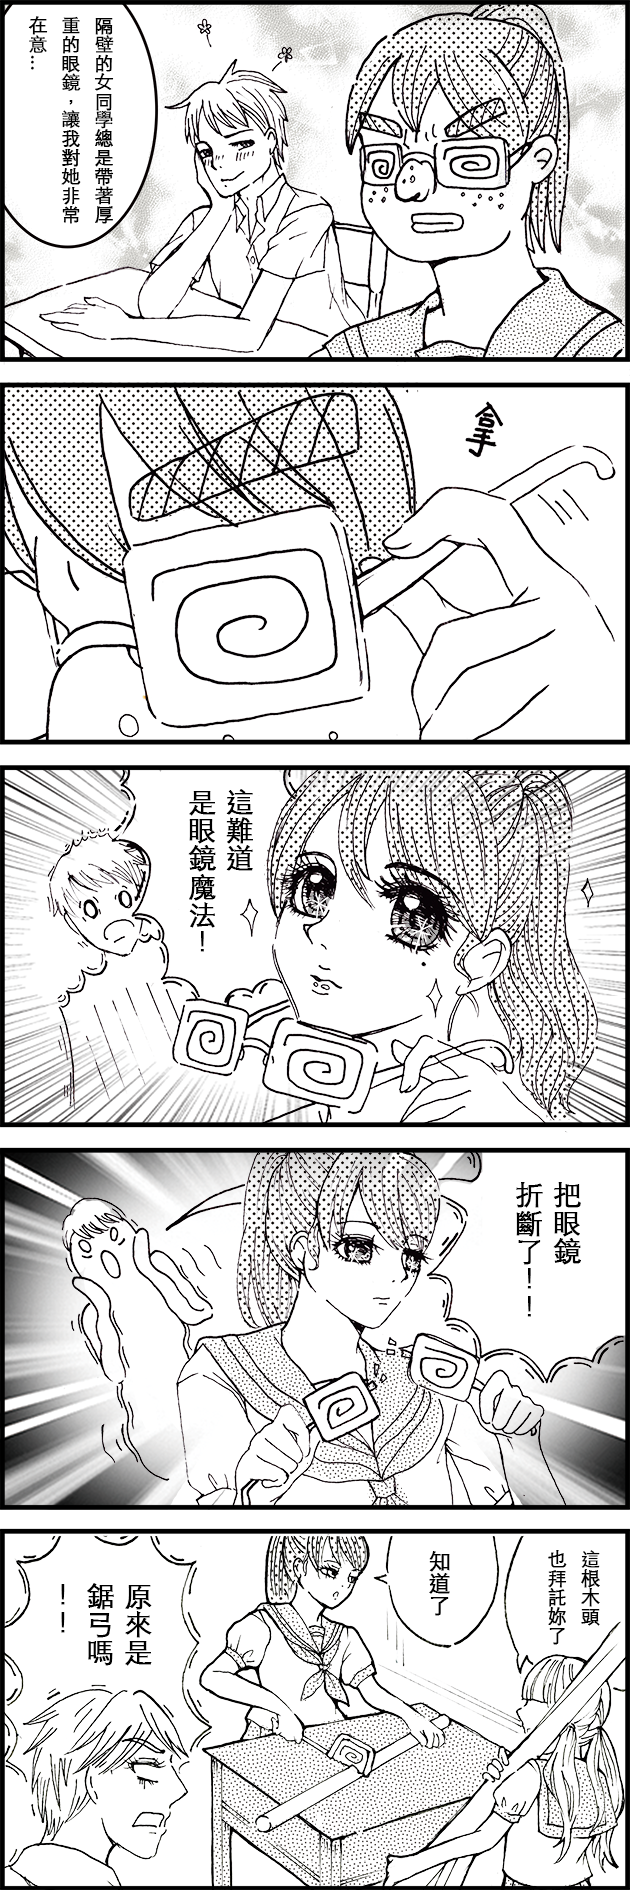 隔壁的女同學總是帶著厚
重的眼鏡，讓我對她非常
在意…
拿
這難道
是眼鏡魔法！
把眼鏡
折斷了！！
這根木頭
也拜託妳了
知道了
原來是
鋸弓嗎
！！